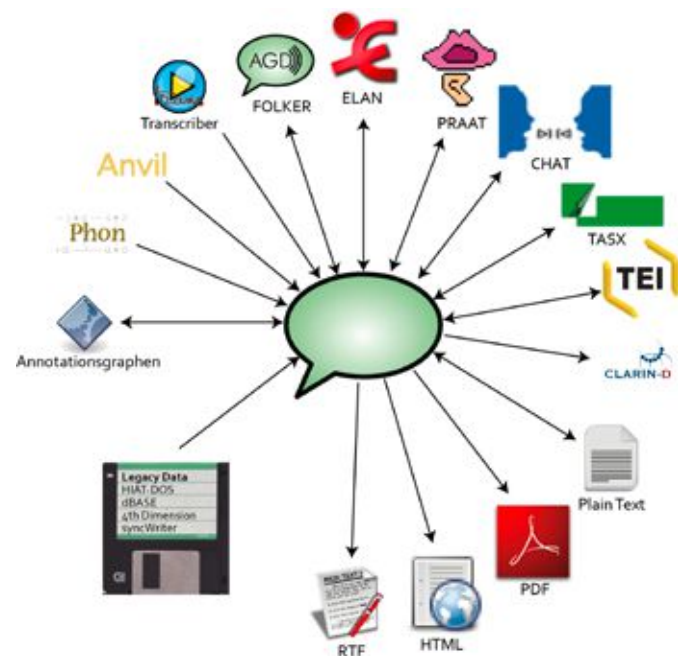 AGD
FOLKER
ELAN
PRAAT
Transcriber
CHAT
Anvil
TASX
Phon
TEI
Annotationsgraphen
CLARIN-D
Legacy Data
HIAT-DOS
dBASE
4th Dimension
syncWriter
Plain Text
PDF
RTF
HTML